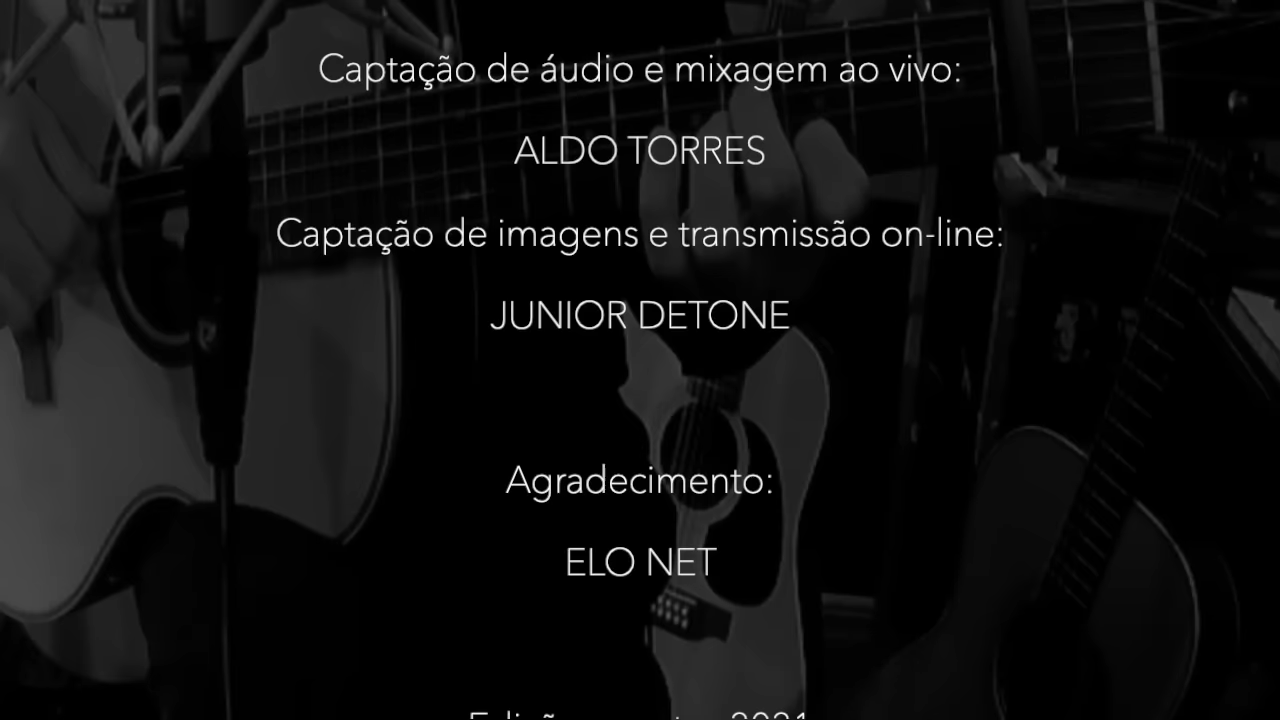 Captação de áudio e mixagem ao vivo:
ALDO TORRES
Captação de imagens e transmissão on-line:
JUNIOR DETONE
Agradecimento:
ELO NET